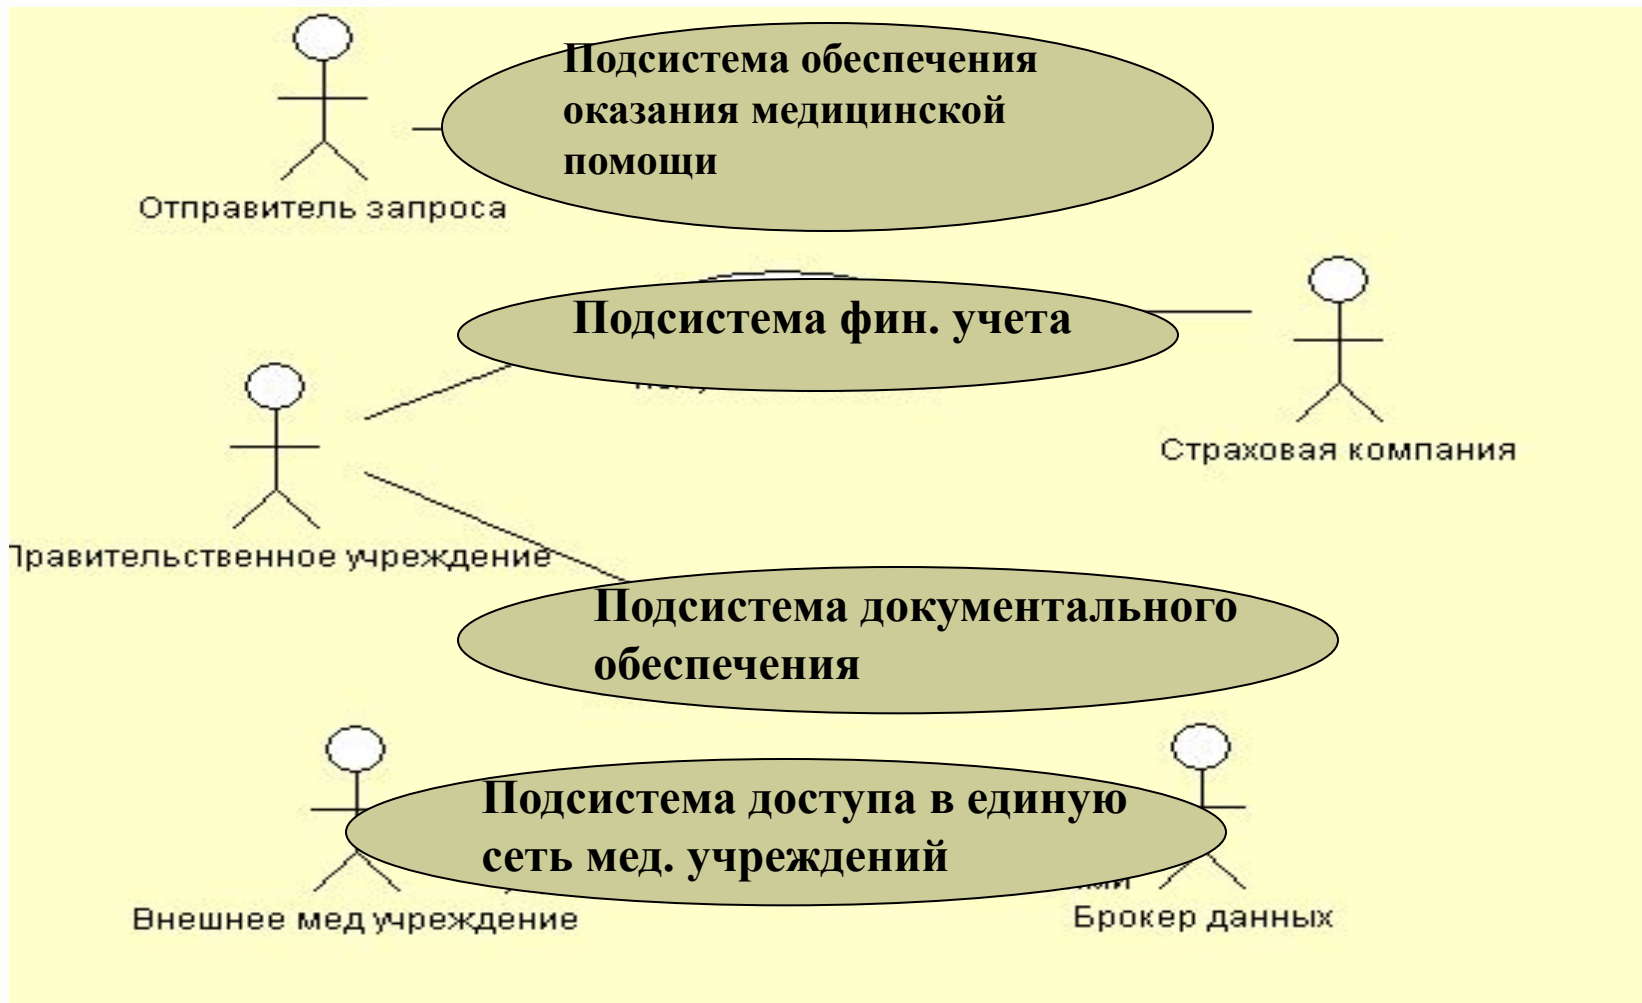 Подсистема обеспечения
оказания медицинской
помощи
Отправитель запроса
Подсистема фин. учета
Страховая компания
Правительственное учреждение
Подсистема документального
обеспечения
Подсистема доступа в единую
сеть мед. учреждений
Внешнее мед учреждение
Брокер данных